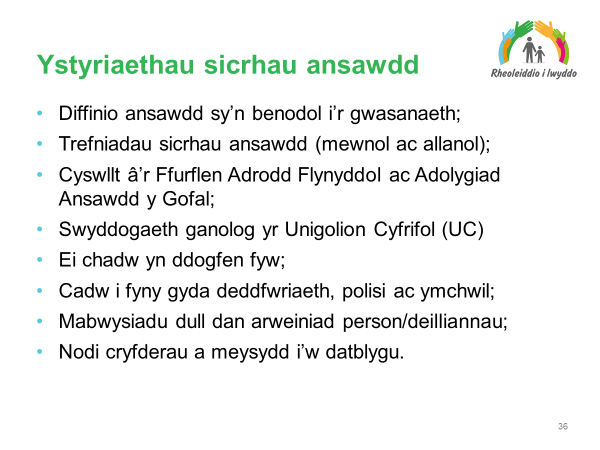 Ystyriaethau sicrhau ansawdd
Rheoleiddio i lwyddo
• Diffinio ansawdd sy’n benodol i’r gwasanaeth;
• Trefniadau sicrhau ansawdd (mewnol ac allanol);
• Cyswllt â’r Ffurflen Adrodd Flynyddol ac Adolygiad
Ansawdd y Gofal;
• Swyddogaeth ganolog yr Unigolion Cyfrifol (UC)
• Ei chadw yn ddogfen fyw;
• Cadw i fyny gyda deddfwriaeth, polisi ac ymchwil;
• Mabwysiadu dull dan arweiniad person/deilliannau;
• Nodi cryfderau a meysydd i’w datblygu.
36